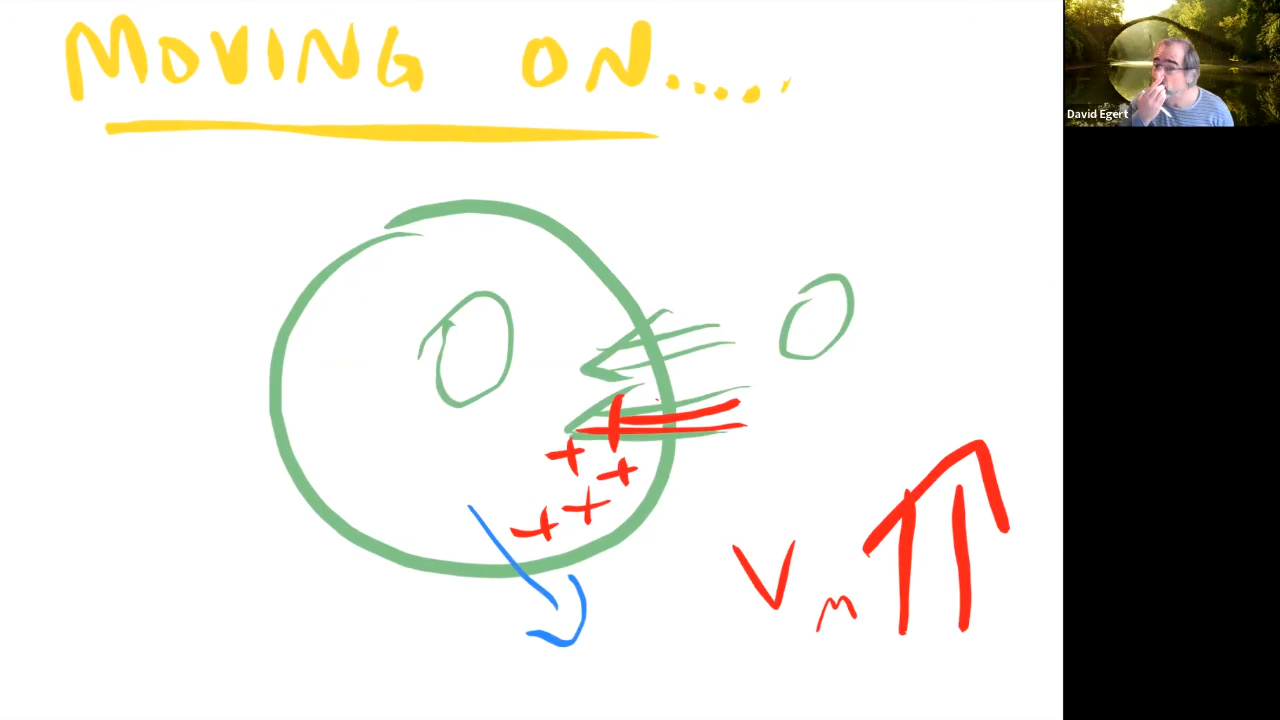 MOVING ON.....
David Egert
+
+ +
+ +
Vm